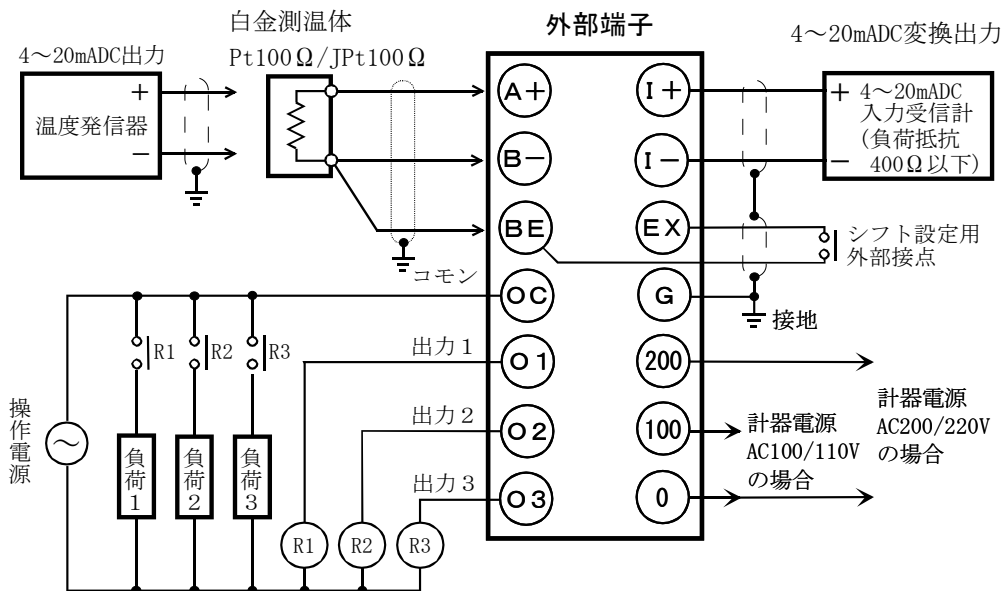 外部端子
白金測温体
Pt100Ω/JPt100Ω
4～20mADC出力
4～20mADC変換出力
+
温度発信器
−
A+
B−
BE
OC
O1
O2
O3
I+
I−
EX
G
200
100
0
+ 4～20mADC
入力受信計
(負荷抵抗
− 400Ω以下)
シフト設定用
外部接点
接地
コモン
出力1
出力2
出力3
R1
R2
R3
操作電源
～
負荷1
負荷2
負荷3
R1
R2
R3
計器電源
AC100/110V
の場合
計器電源
AC200/220V
の場合